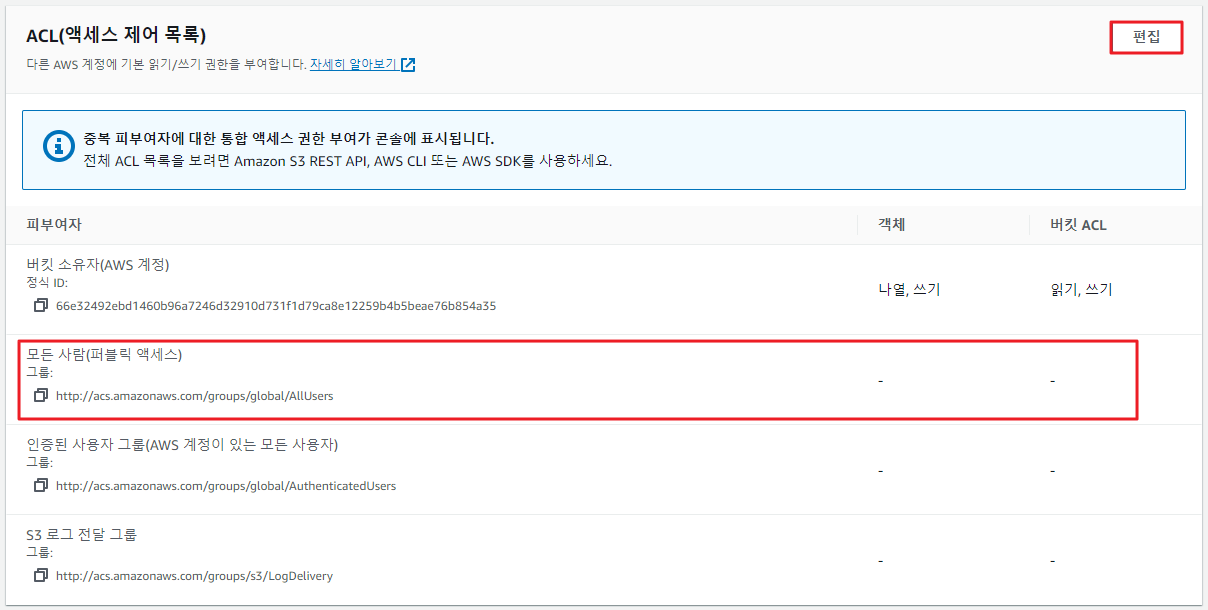 ACL(액세스 제어 목록)
편집
다른 AWS 계정에 기본 읽기/쓰기 권한을 부여합니다. 자세히 알아보기
중복 피부여자에 대한 통합 액세스 권한 부여가 콘솔에 표시됩니다.
전체 ACL 목록을 보려면 Amazon S3 REST API, AWS CLI 또는 AWS SDK를 사용하세요.
피부여자 객체 버킷 ACL
버킷 소유자(AWS 계정)
정식 ID:
66e32492ebd1460b96a7246d32910d731f1d79ca8e12259b4b5beae76b854a35
나열, 쓰기 읽기, 쓰기
모든 사람(퍼블릭 액세스)
그룹:
- -
http://acs.amazonaws.com/groups/global/AllUsers
인증된 사용자 그룹(AWS 계정이 있는 모든 사용자)
그룹:
- -
http://acs.amazonaws.com/groups/global/AuthenticatedUsers
S3 로그 전달 그룹
그룹:
- -
http://acs.amazonaws.com/groups/s3/LogDelivery